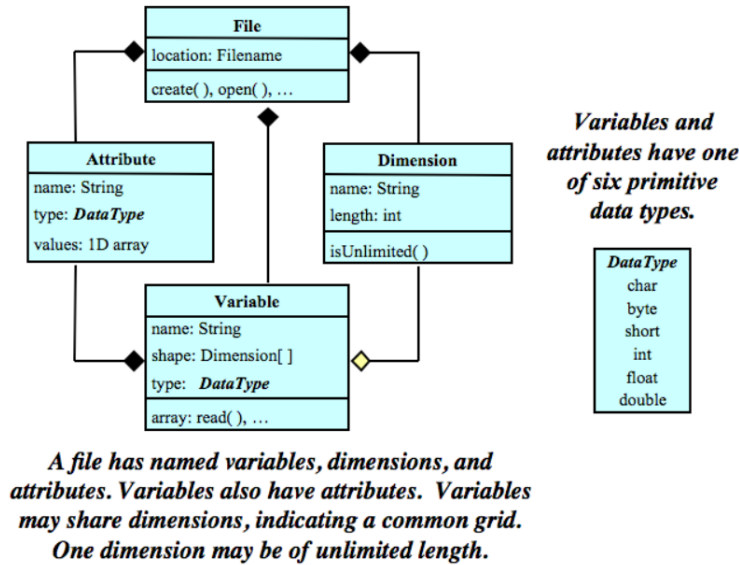 File
location: Filename
create( ), open( ), ...
Attribute
name: String
type: DataType
values: 1D array
Dimension
name: String
length: int
isUnlimited( )
Variable
name: String
shape: Dimension[ ]
type: DataType
array: read( ), ...
Variables and
attributes have one
of six primitive
data types.
DataType
char
byte
short
int
float
double
A file has named variables, dimensions, and
attributes. Variables also have attributes. Variables
may share dimensions, indicating a common grid.
One dimension may be of unlimited length.